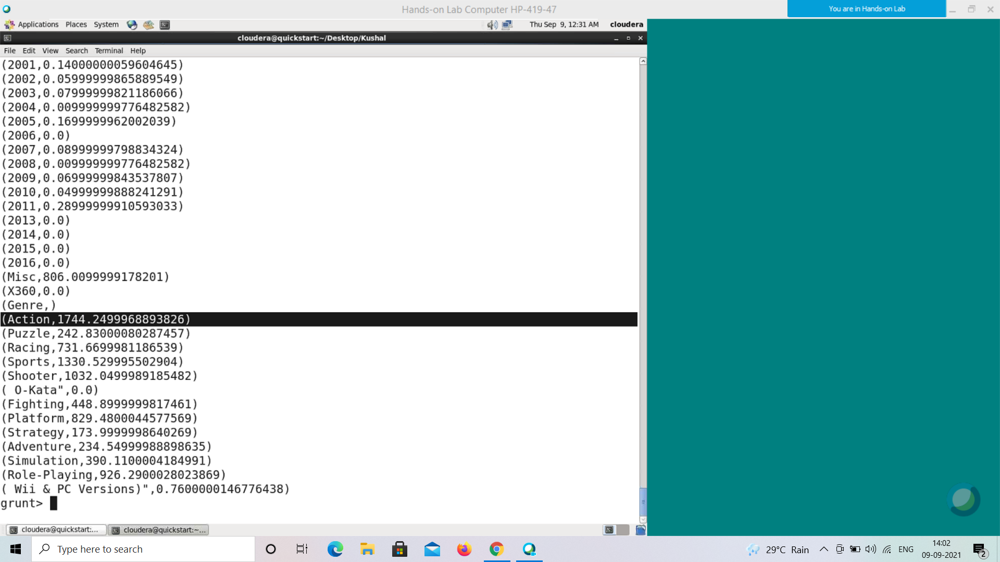 Hands-on Lab Computer HP-419-47
You are in Hands-on Lab
Applications Places System
Thu Sep 9, 12:31 AM cloudera
cloudera@quickstart:~/Desktop/Kushal
File Edit View Search Terminal Help
(2001,0.14000000059604645)
(2002,0.05999999865889549)
(2003,0.07999999821186066)
(2004,0.009999999776482582)
(2005,0.1699999962002039)
(2006,0.0)
(2007,0.08999999798834324)
(2008,0.009999999776482582)
(2009,0.06999999843537807)
(2010,0.04999999888241291)
(2011,0.28999999910593033)
(2013,0.0)
(2014,0.0)
(2015,0.0)
(2016,0.0)
(Misc,806.0099999178201)
(X360,0.0)
(Genre,)
(Action,1744.2499968893826)
(Puzzle,242.83000080287457)
(Racing,731.6699981186539)
(Sports,1330.529995502904)
(Shooter,1032.0499989185482)
( O-Kata",0.0)
(Fighting,448.8999999817461)
(Platform,829.4800044577569)
(Strategy,173.9999998640269)
(Adventure,234.54999988898635)
(Simulation,390.1100004184991)
(Role-Playing,926.2900028023869)
( Wii & PC Versions)",0.7600000146776438)
grunt>
cloudera@quickstart:... cloudera@quickstart:~...
Type here to search
29°C Rain
ENG
14:02
09-09-2021
2